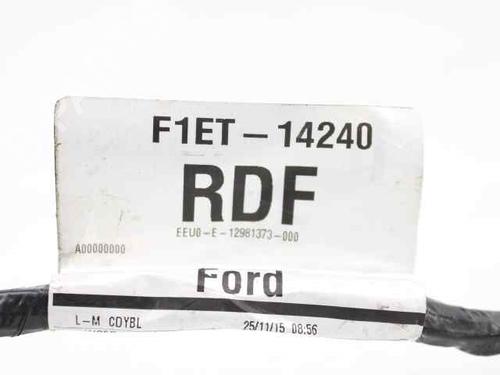 F1ET-14240
RDF
EEU0-E-12981373-000
A00000000
Ford
L-M CDYBL
25/11/15 08:56